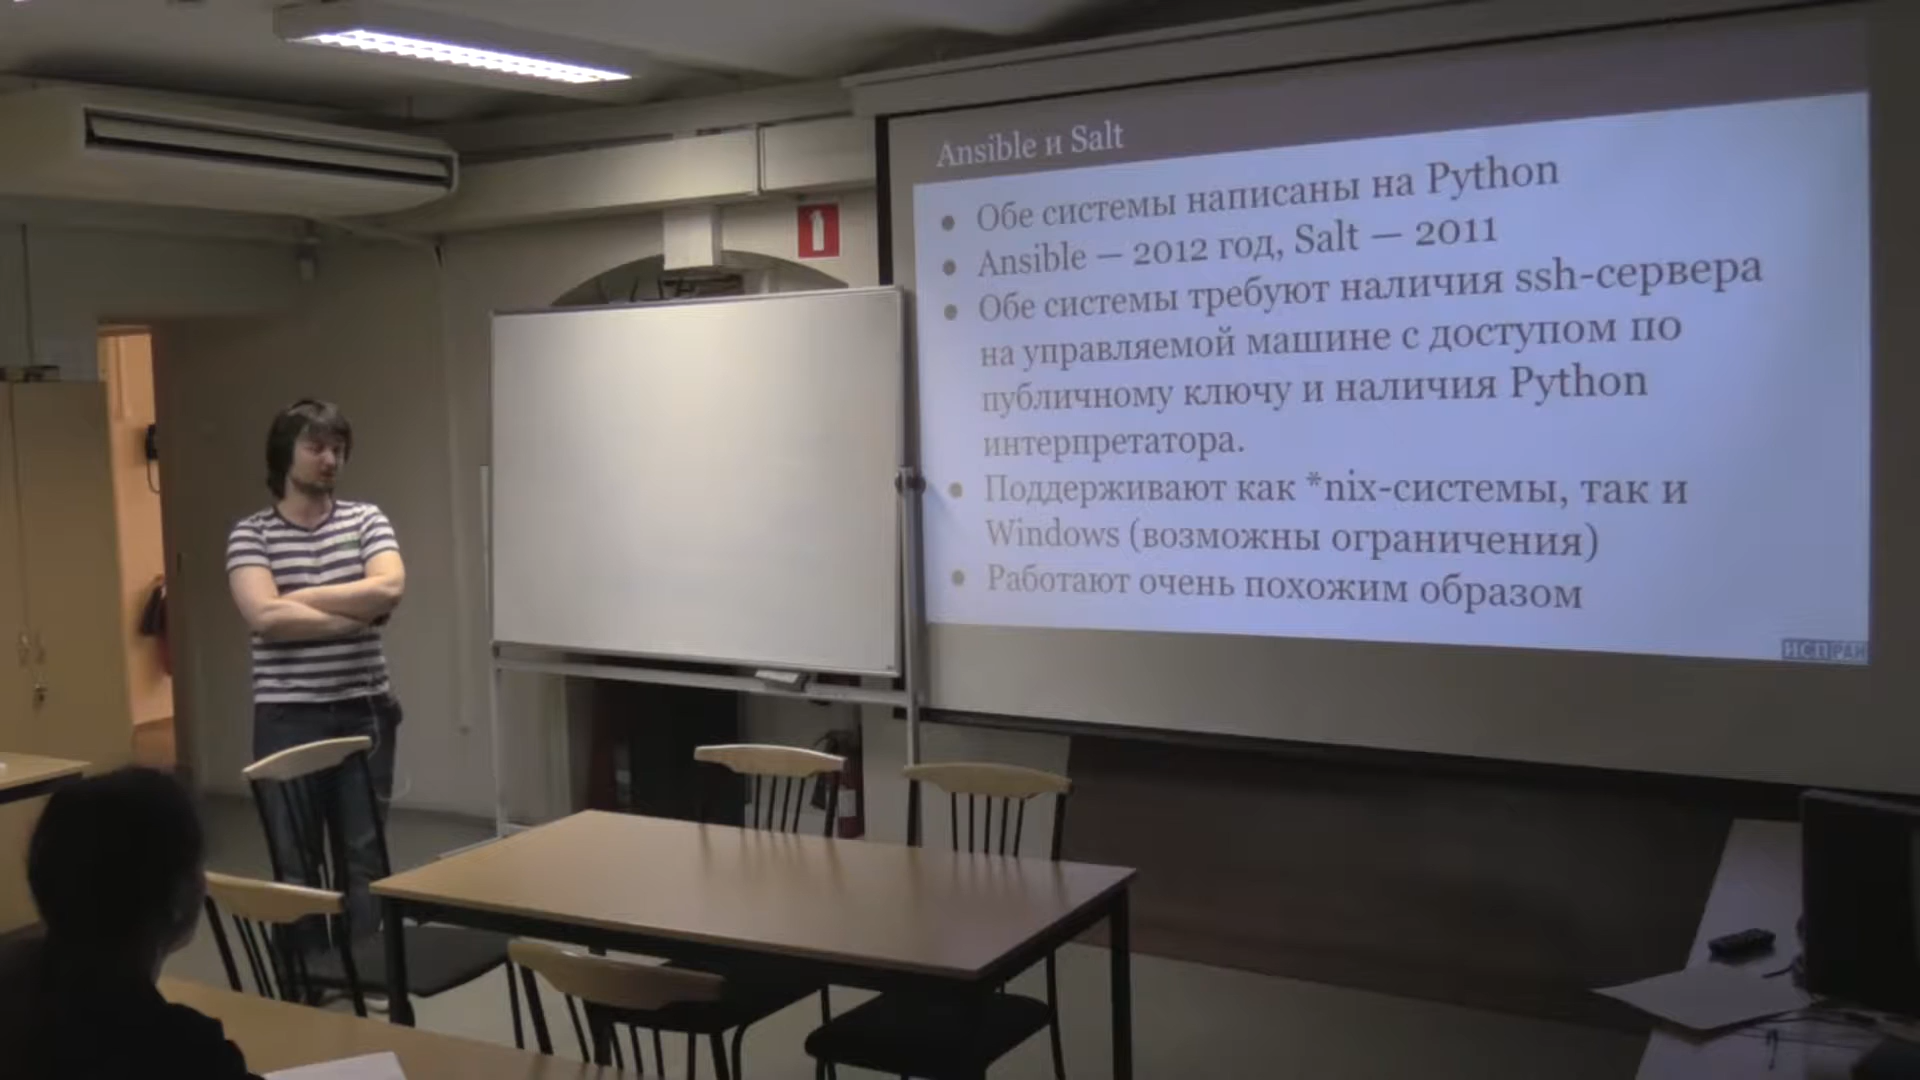 Ansible и Salt
Обе системы написаны на Python
Ansible — 2012 год, Salt — 2011
Обе системы требуют наличия ssh-сервера
на управляемой машине с доступом по
публичному ключу и наличия Python
интерпретатора.
Поддерживают как *nix-системы, так и
Windows (возможны ограничения)
Работают очень похожим образом
ИСП РАН